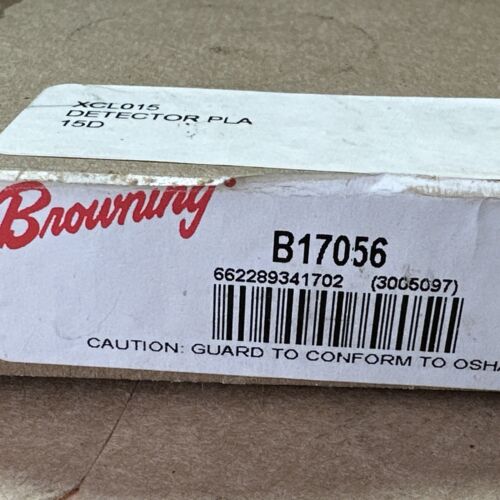 XCL015
DETECTOR PLA
15D
Browning
B17056
662289341702 (3005097)
CAUTION: GUARD TO CONFORM TO OSHA